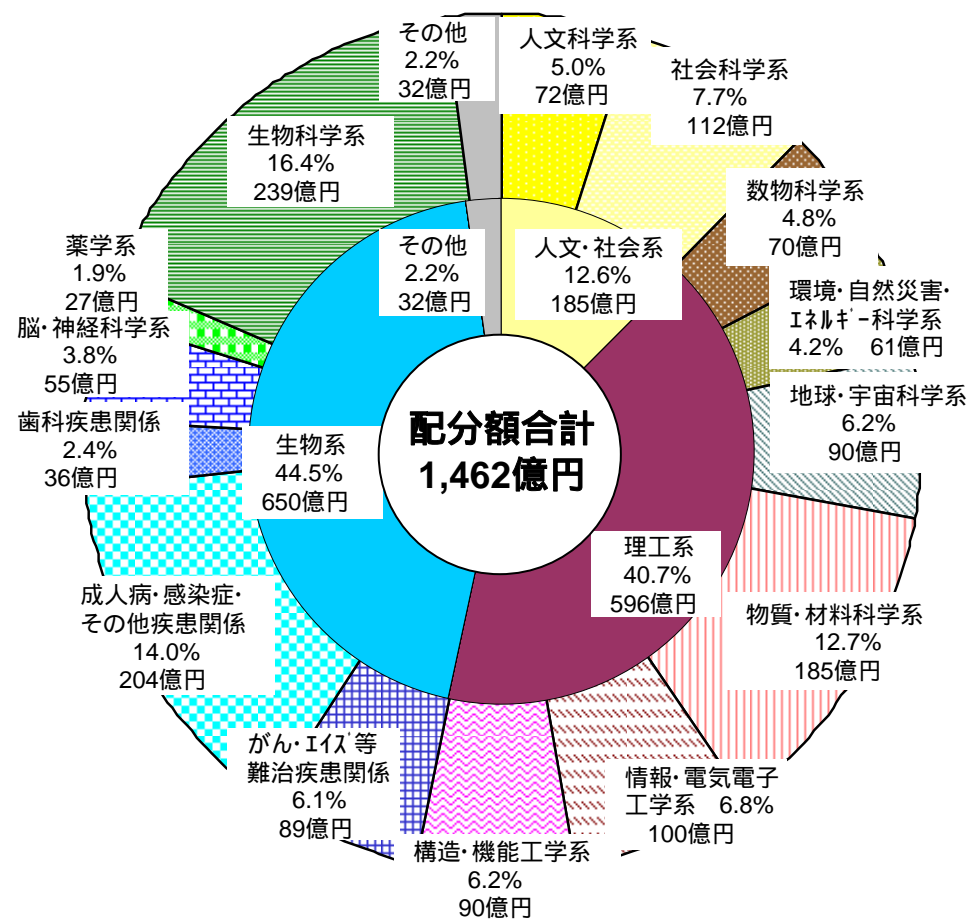 その他
2.2%
32億円
人文科学系
5.0%
72億円
社会科学系
7.7%
112億円
数物科学系
4.8%
70億円
環境・自然災害・
ｴﾈﾙｷﾞｰ科学系
4.2%　61億円
地球・宇宙科学系
6.2%
90億円
物質・材料科学系
12.7%
185億円
情報・電気電子
工学系　6.8%
100億円
構造・機能工学系
6.2%
90億円
がん・ｴｲｽﾞ等
難治疾患関係
6.1%
89億円
成人病・感染症・
その他疾患関係
14.0%
204億円
歯科疾患関係
2.4%
36億円
脳・神経科学系
3.8%
55億円
薬学系
1.9%
27億円
生物科学系
16.4%
239億円
その他
2.2%
32億円
人文・社会系
12.6%
185億円
理工系
40.7%
596億円
生物系
44.5%
650億円
配分額合計
1,462億円